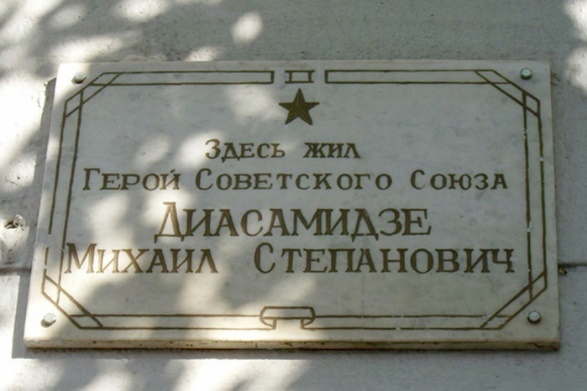 Здесь жил
Герой Советского Союза
Диасамидзе
Михаил Степанович